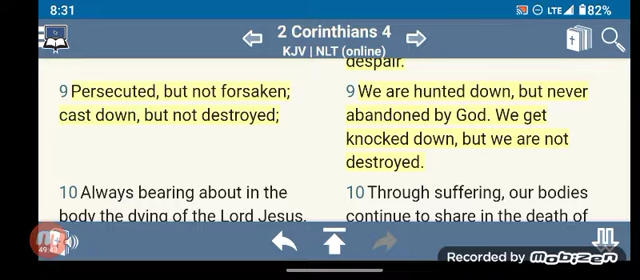 8:31
LTE 82%
2 Corinthians 4
KJV | NLT (online)
despair.
9 Persecuted, but not forsaken;
cast down, but not destroyed;
9 We are hunted down, but never
abandoned by God. We get
knocked down, but we are not
destroyed.
10 Always bearing about in the
body the dying of the Lord Jesus,
10 Through suffering, our bodies
continue to share in the death of
49:43
Recorded by
Mobizen